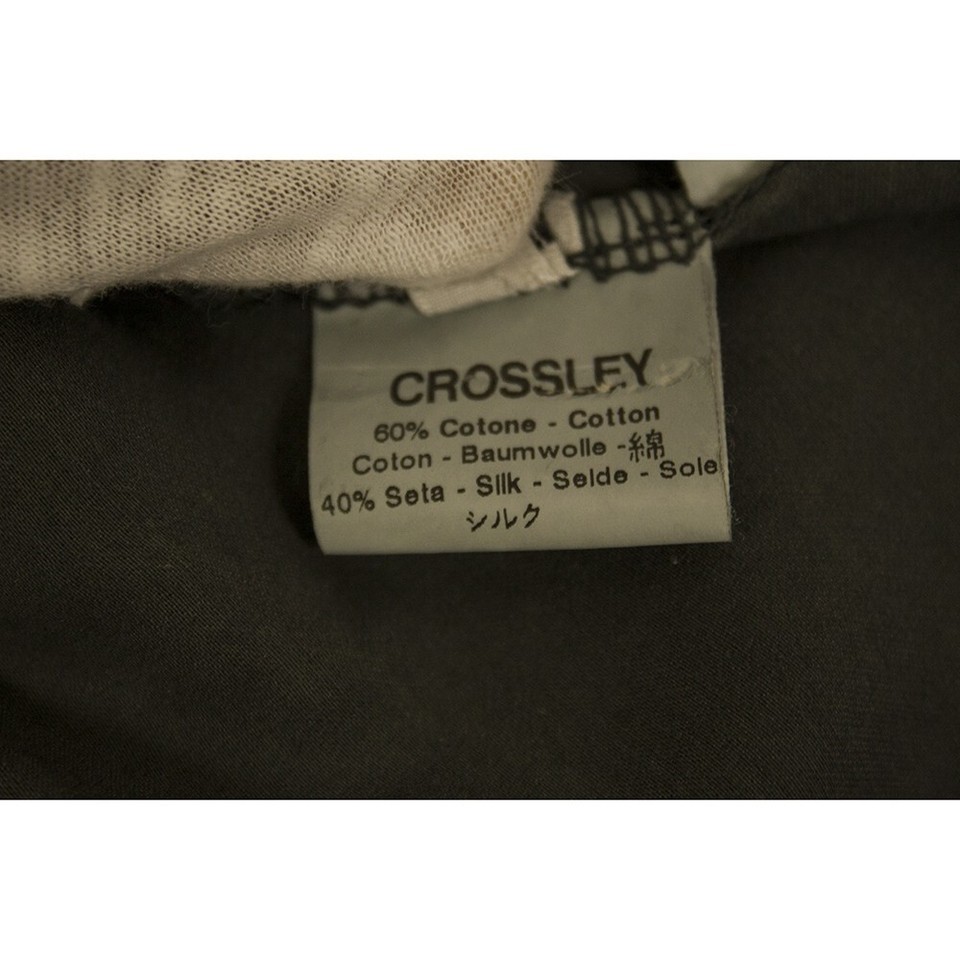 CROSSLEY
60% Cotone - Cotton
Coton - Baumwolle - 綿
40% Seta - Silk - Seide - Soie
シルク